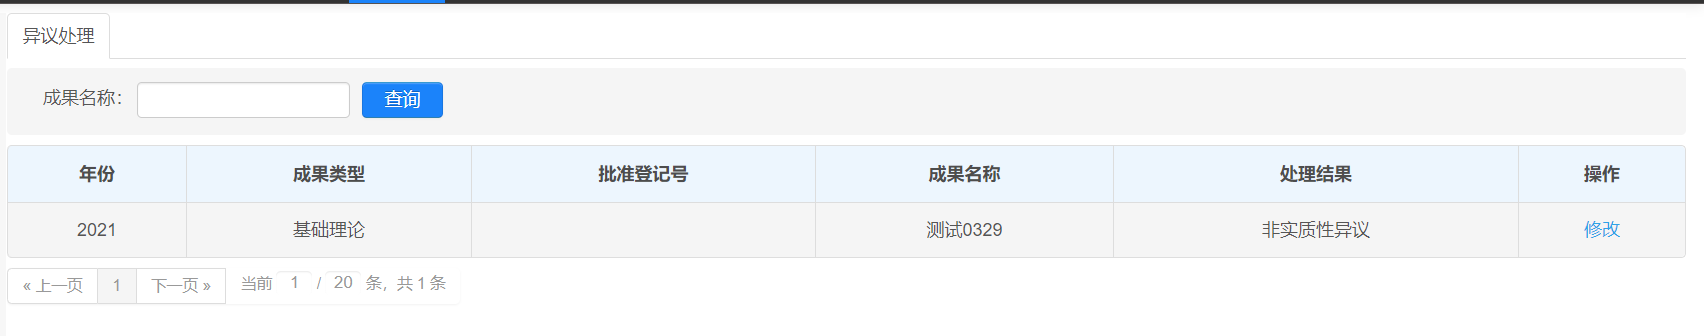 异议处理
成果名称： 查询
年份 成果类型 批准登记号 成果名称 处理结果 操作
2021 基础理论 测试0329 非实质性异议 修改
« 上一页 1 下一页 » 当前 1 / 20 条，共 1 条